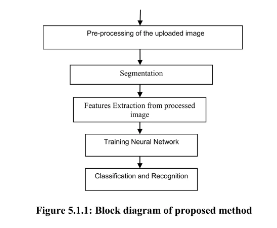 Pre-processing of the uploaded image
Segmentation
Features Extraction from processed
image
Training Neural Network
Classification and Recognition
Figure 5.1.1: Block diagram of proposed method